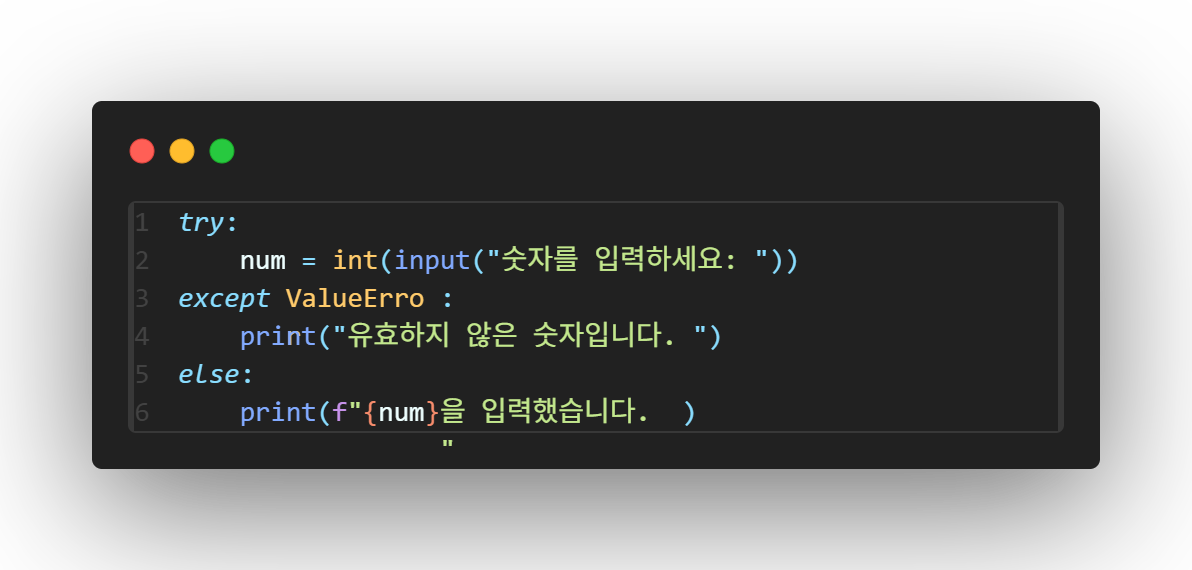 1 try:
2     num = int(input("숫자를 입력하세요: "))
3 except ValueErro :
4     print("유효하지 않은 숫자입니다. ")
5 else:
6     print(f"{num}을 입력했습니다.  )
"